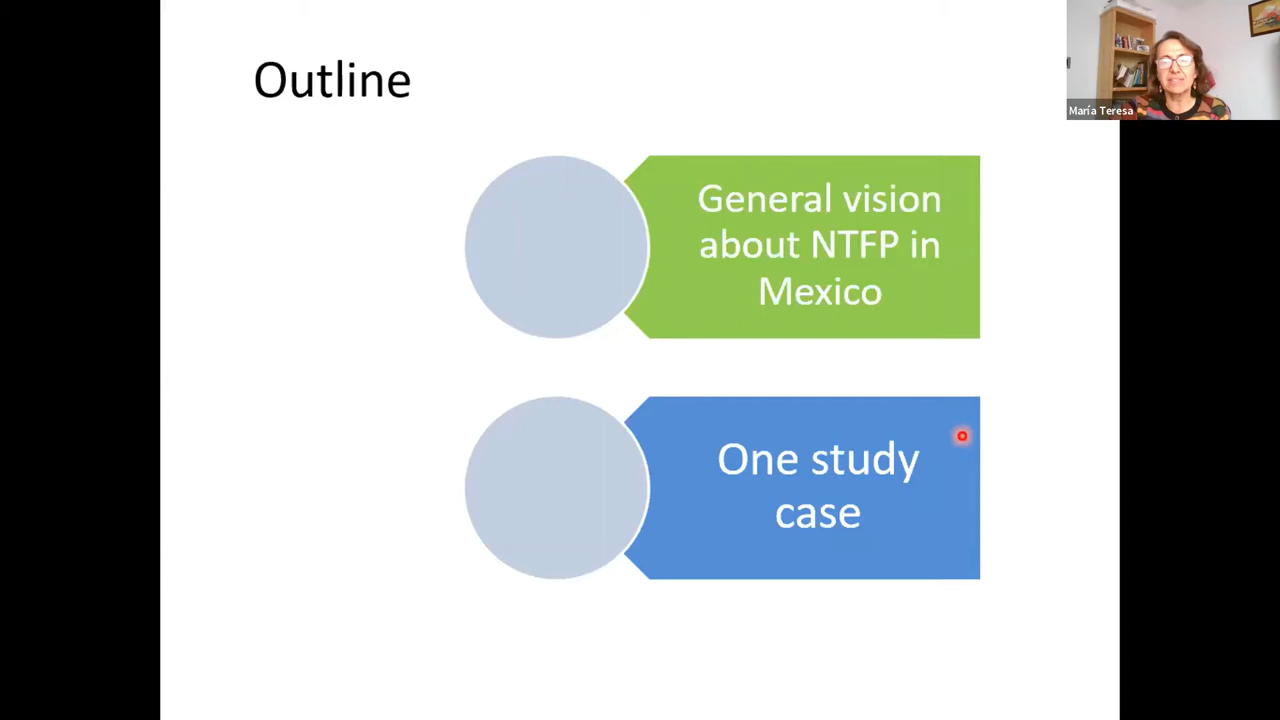 Outline
María Teresa
General vision
about NTFP in
Mexico
One study
case